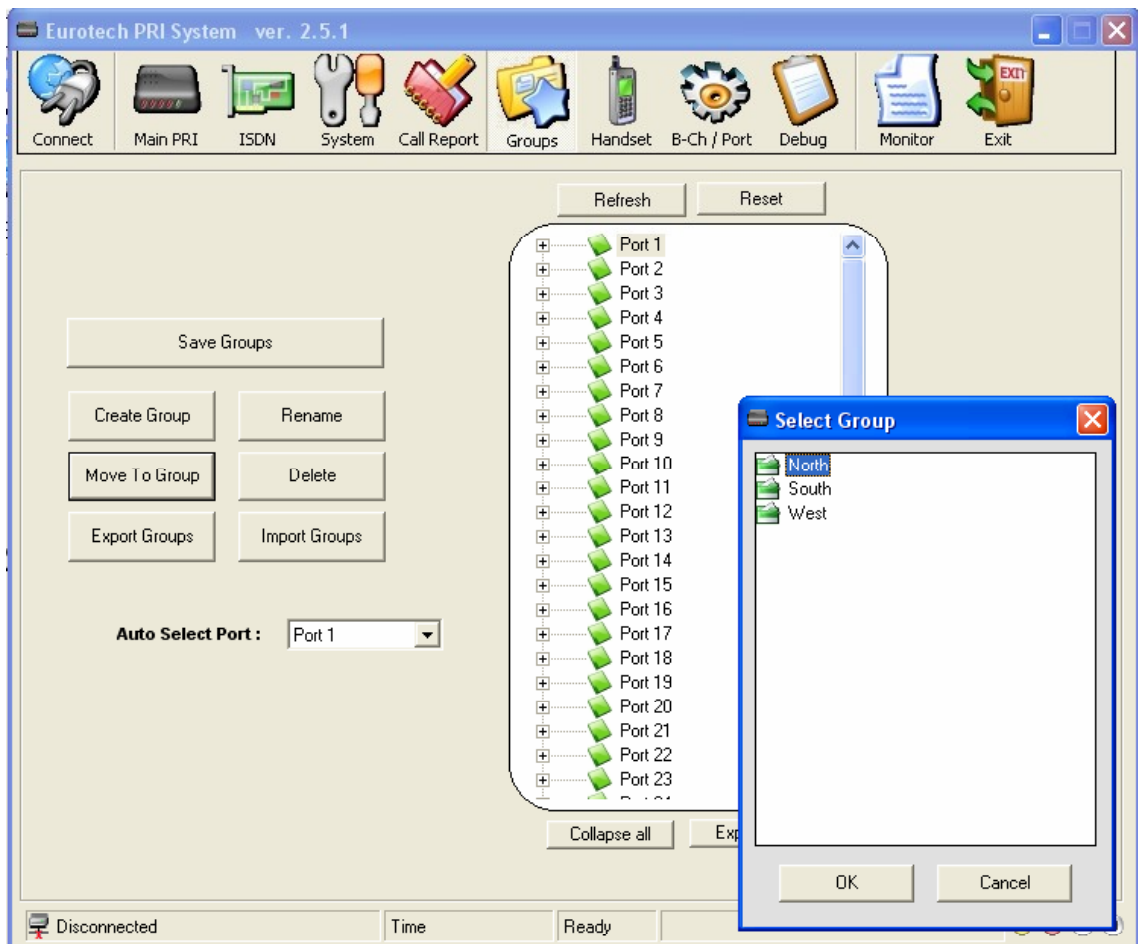 Eurotech PRI System ver. 2.5.1
Connect Main PRI ISDN System Call Report Groups Handset B-Ch / Port Debug Monitor Exit
Refresh Reset
Port 1
Port 2
Port 3
Port 4
Port 5
Port 6
Port 7
Port 8
Port 9
Port 10
Port 11
Port 12
Port 13
Port 14
Port 15
Port 16
Port 17
Port 18
Port 19
Port 20
Port 21
Port 22
Port 23
Save Groups
Create Group Rename
Move To Group Delete
Export Groups Import Groups
Auto Select Port : Port 1
Collapse all
Select Group
North
South
West
OK Cancel
Disconnected Time Ready
EXIT